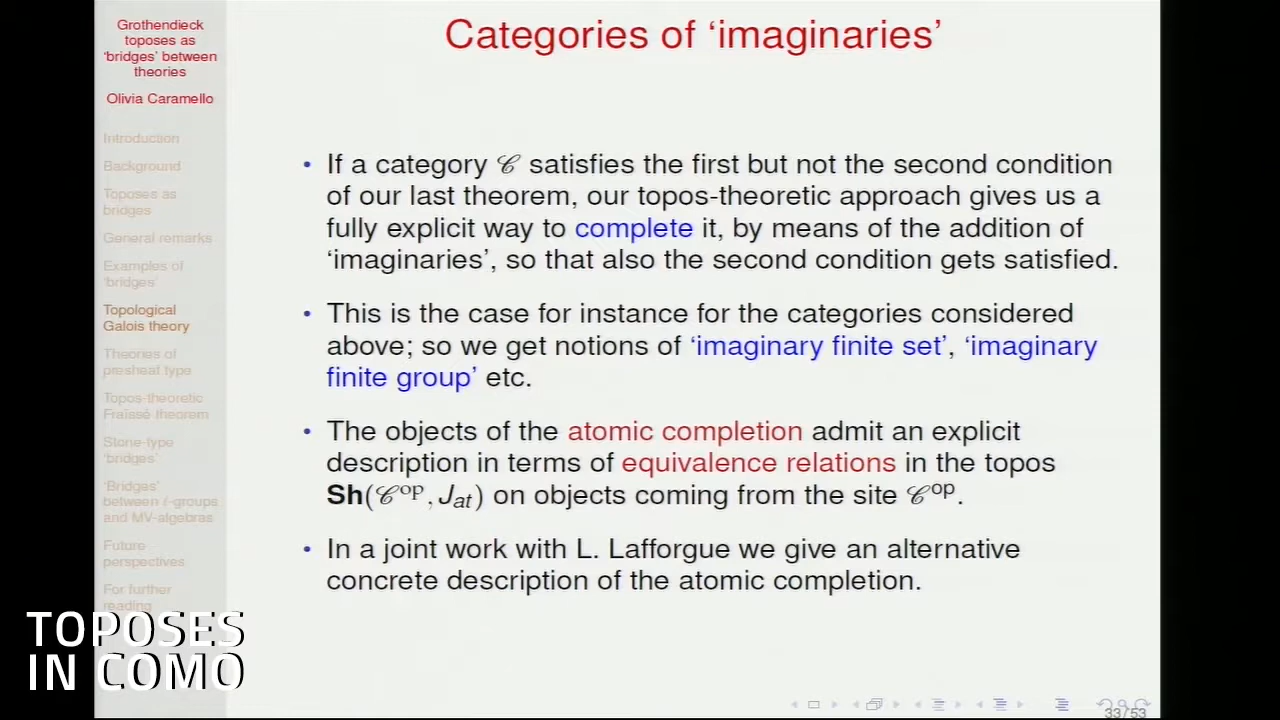 Grothendieck
toposes as
‘bridges’ between
theories
Olivia Caramello
Introduction
Background
Toposes as
bridges
General remarks
Examples of
‘bridges’
Topological
Galois theory
Theories of
presheaf type
Topos-theoretic
Fraïssé theorem
Stone-type
‘bridges’
‘Bridges’
between ℓ-groups
and MV-algebras
Future
perspectives
For further
reading
Categories of ‘imaginaries’
• If a category 𝒞 satisfies the first but not the second condition
of our last theorem, our topos-theoretic approach gives us a
fully explicit way to complete it, by means of the addition of
‘imaginaries’, so that also the second condition gets satisfied.
• This is the case for instance for the categories considered
above; so we get notions of ‘imaginary finite set’, ‘imaginary
finite group’ etc.
• The objects of the atomic completion admit an explicit
description in terms of equivalence relations in the topos
Sh(𝒞^op, J_at) on objects coming from the site 𝒞^op.
• In a joint work with L. Lafforgue we give an alternative
concrete description of the atomic completion.
TOPOSES
IN COMO
33/53